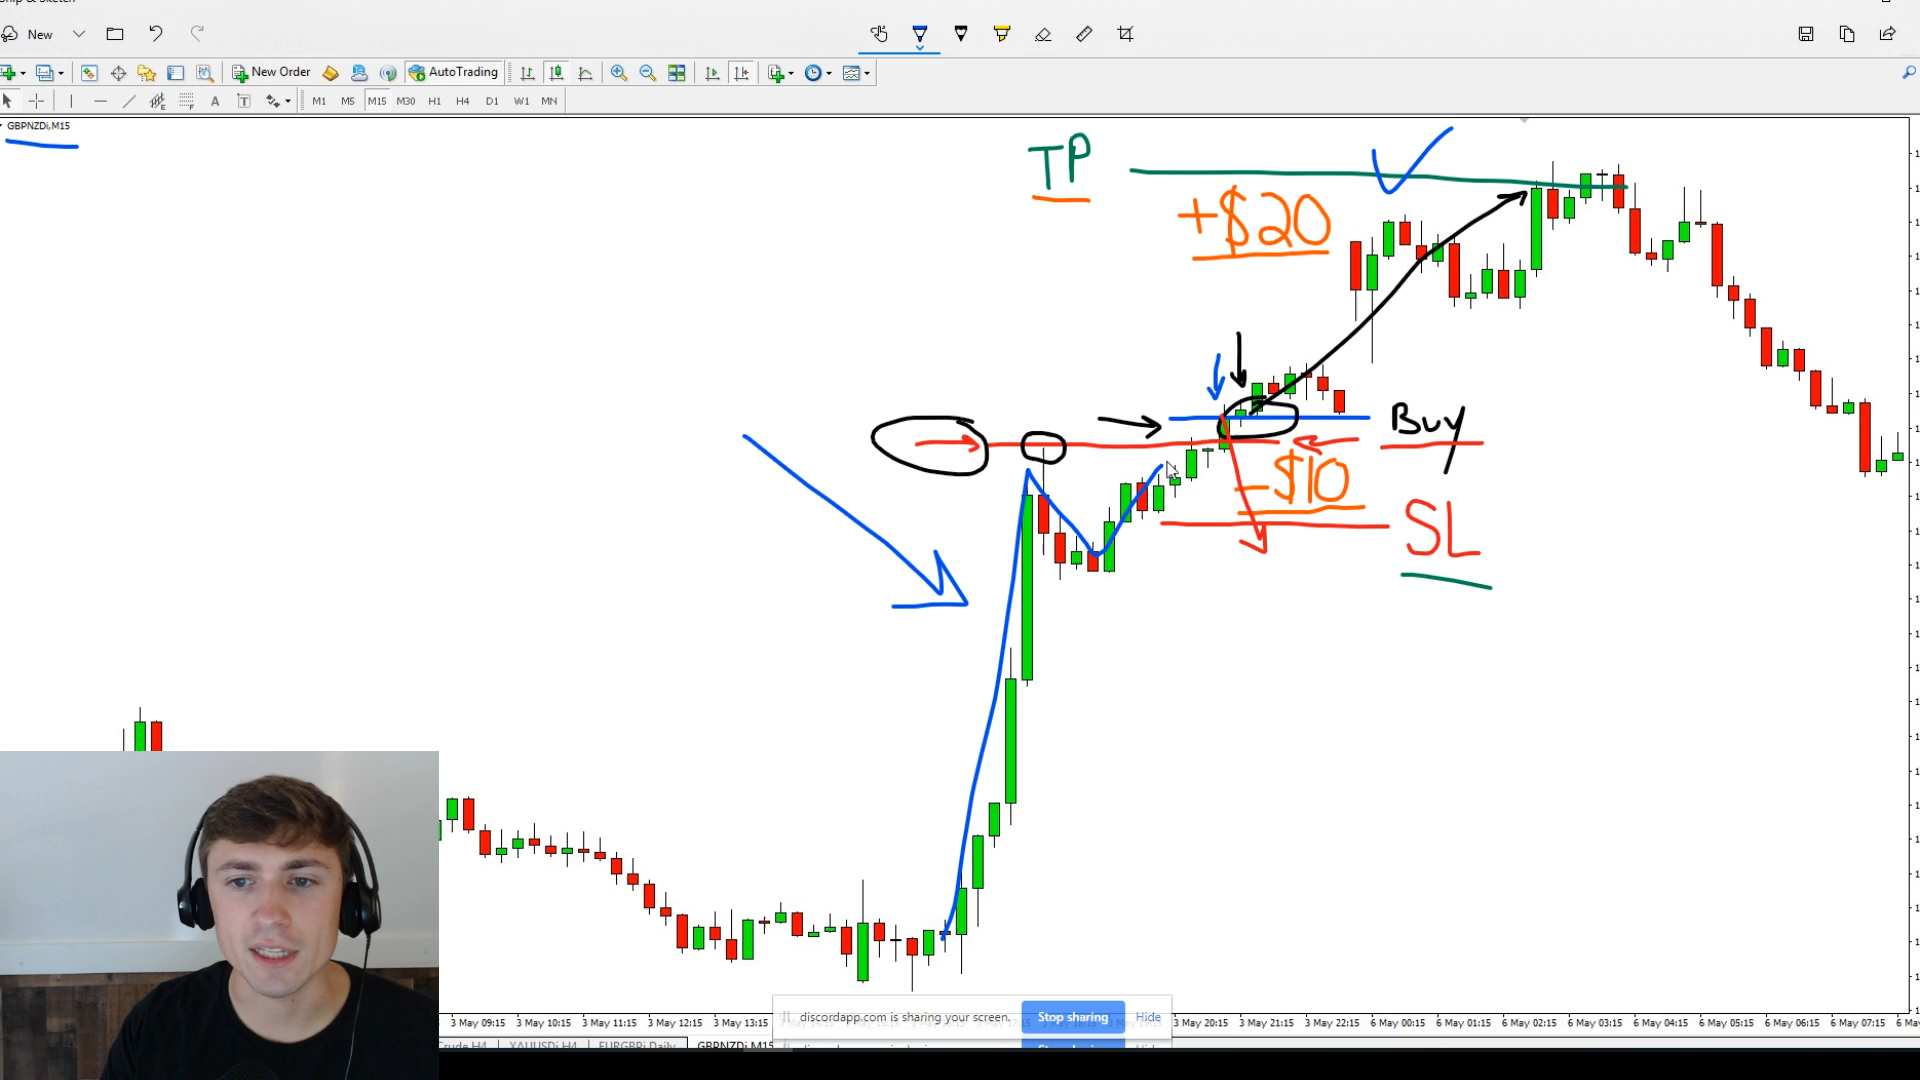 New
New Order
AutoTrading
M1 M5 M15 M30 H1 H4 D1 W1 MN
GBPNZDi,M15
TP
+$20
Buy
-$10
SL
discordapp.com is sharing your screen.
Stop sharing
Hide
3 May 09:15 3 May 10:15 3 May 11:15 3 May 12:15 3 May 13:15 3 May 20:15 3 May 21:15 3 May 22:15 6 May 00:15 6 May 01:15 6 May 02:15 6 May 03:15 6 May 04:15 6 May 05:15 6 May 06:15 6 May 07:15
XAUUSDi H4 EURGBPi Daily GBPNZDi M15